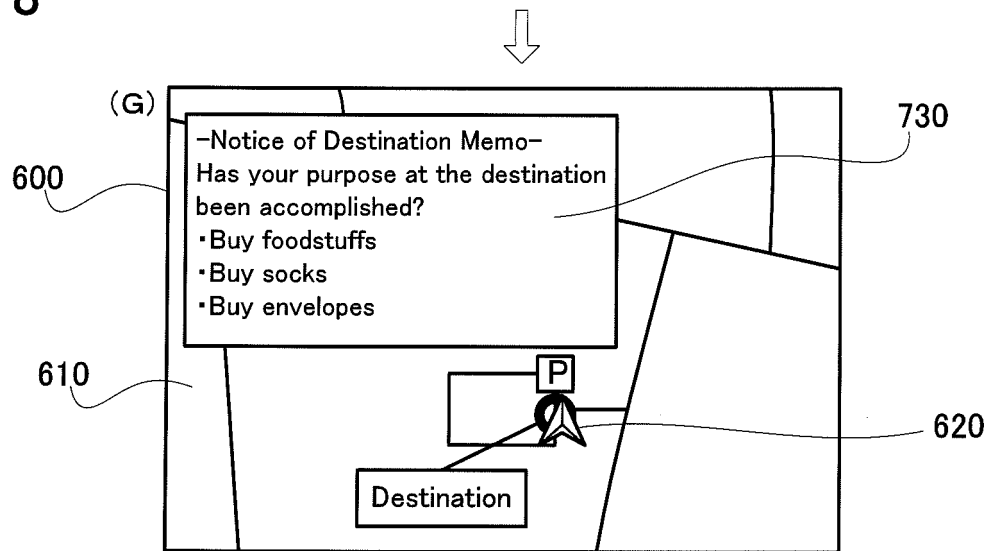 (G)
730
600
-Notice of Destination Memo-
Has your purpose at the destination
been accomplished?
・Buy foodstuffs
・Buy socks
・Buy envelopes
610
P
620
Destination